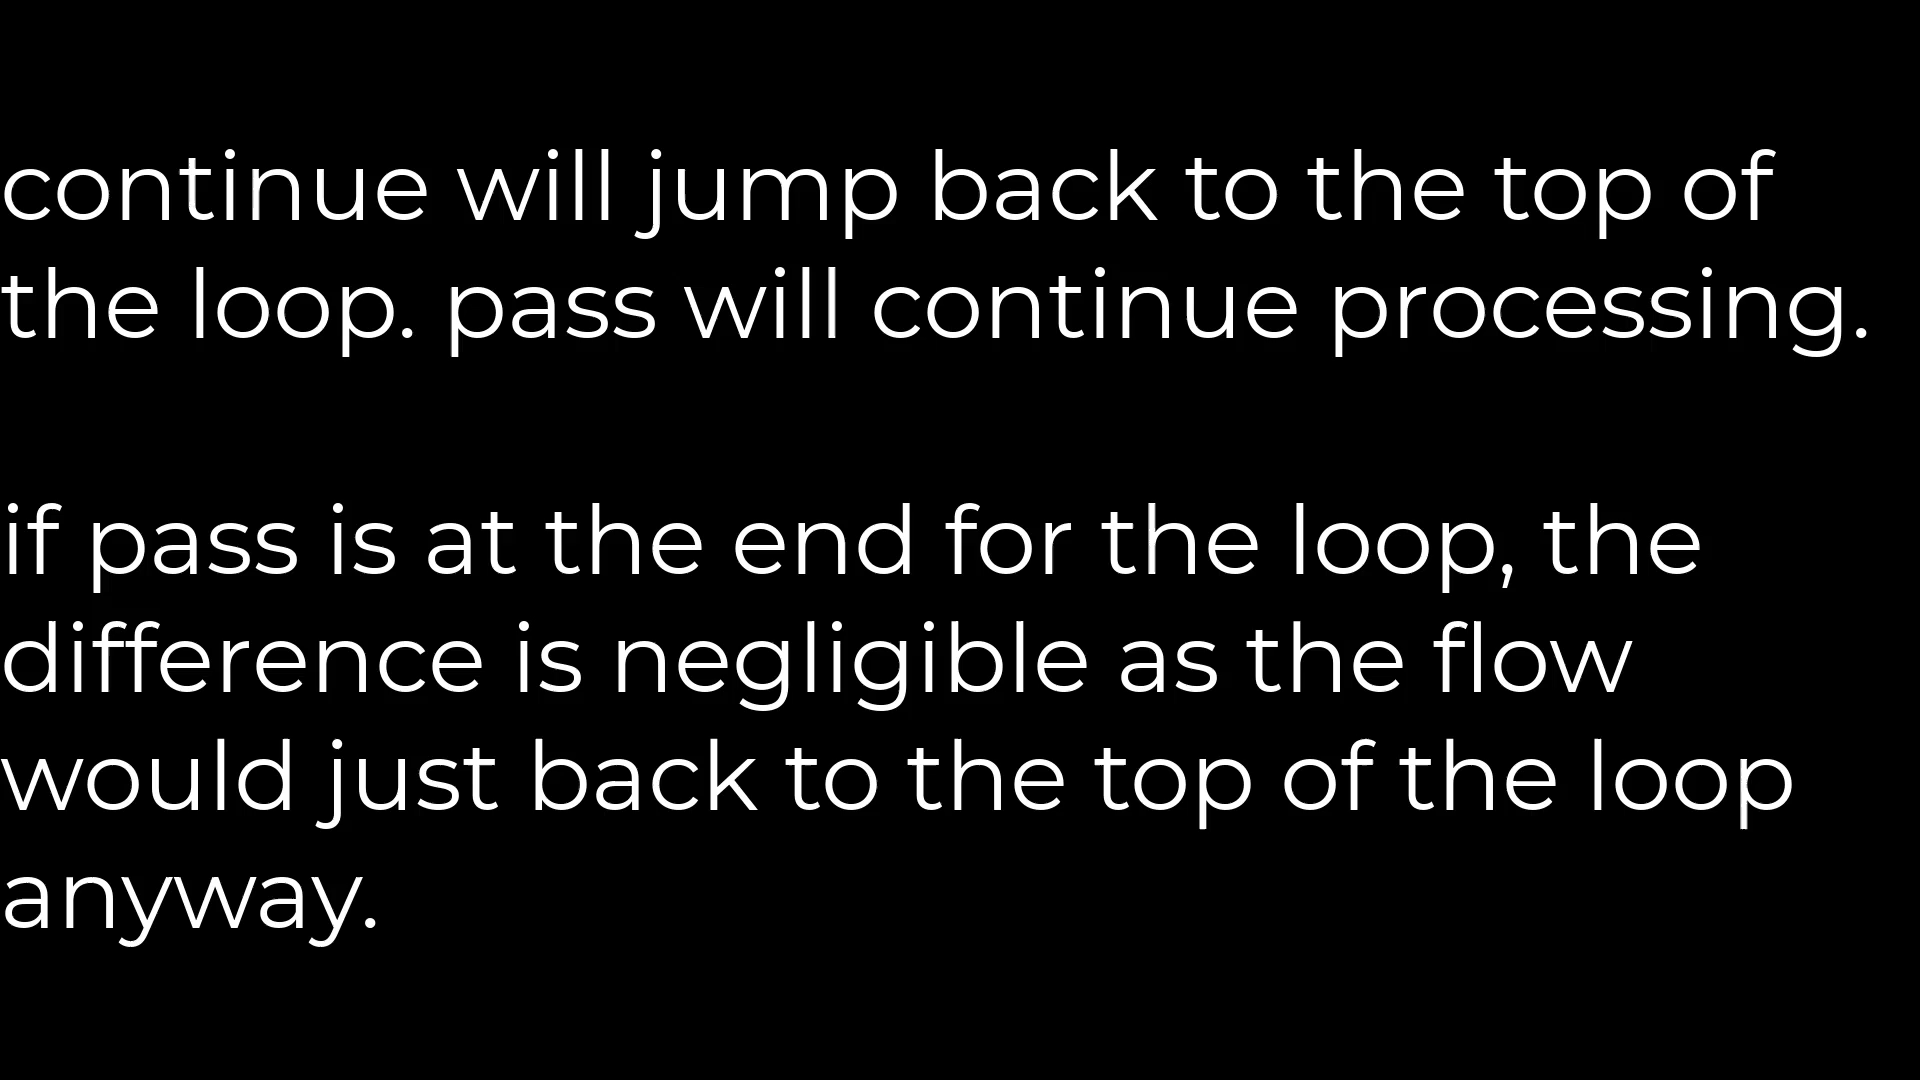 continue will jump back to the top of
the loop. pass will continue processing.
if pass is at the end for the loop, the
difference is negligible as the flow
would just back to the top of the loop
anyway.